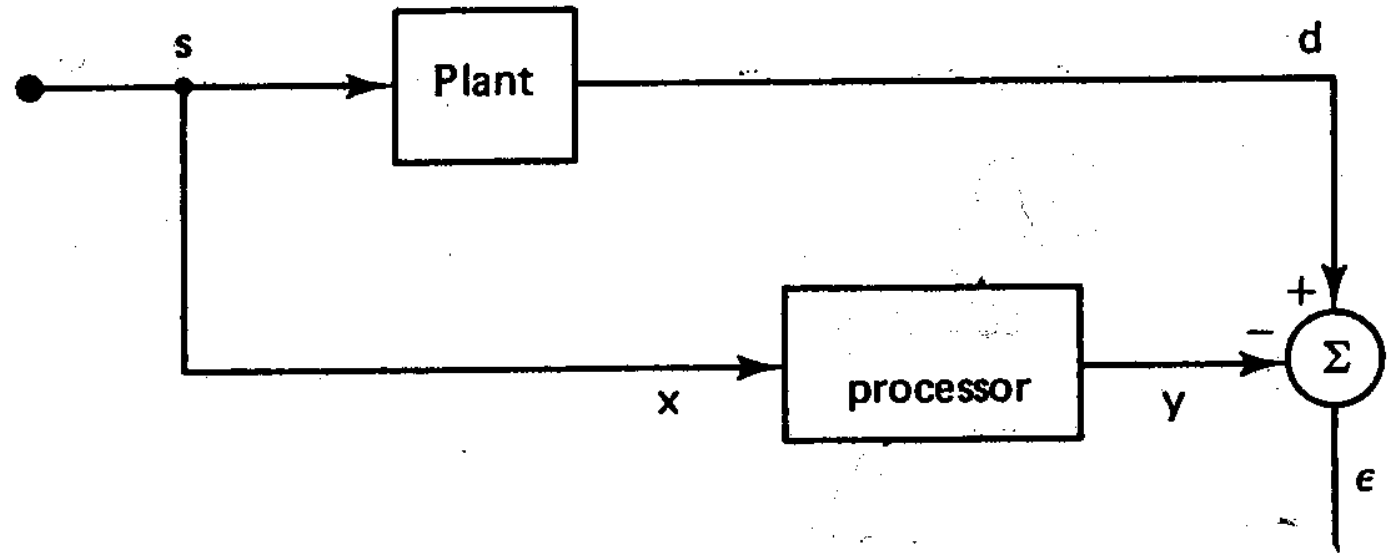 s
Plant
d
+
−
Σ
processor
x
y
ϵ